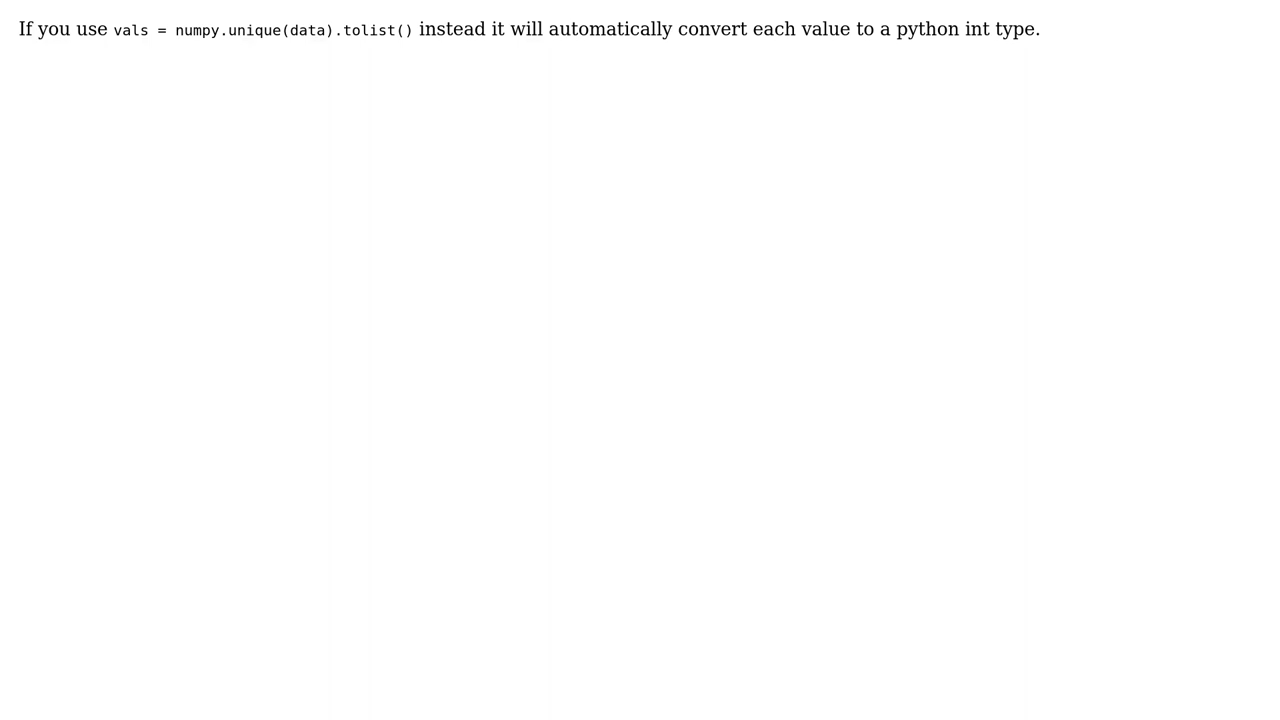 If you use vals = numpy.unique(data).tolist() instead it will automatically convert each value to a python int type.